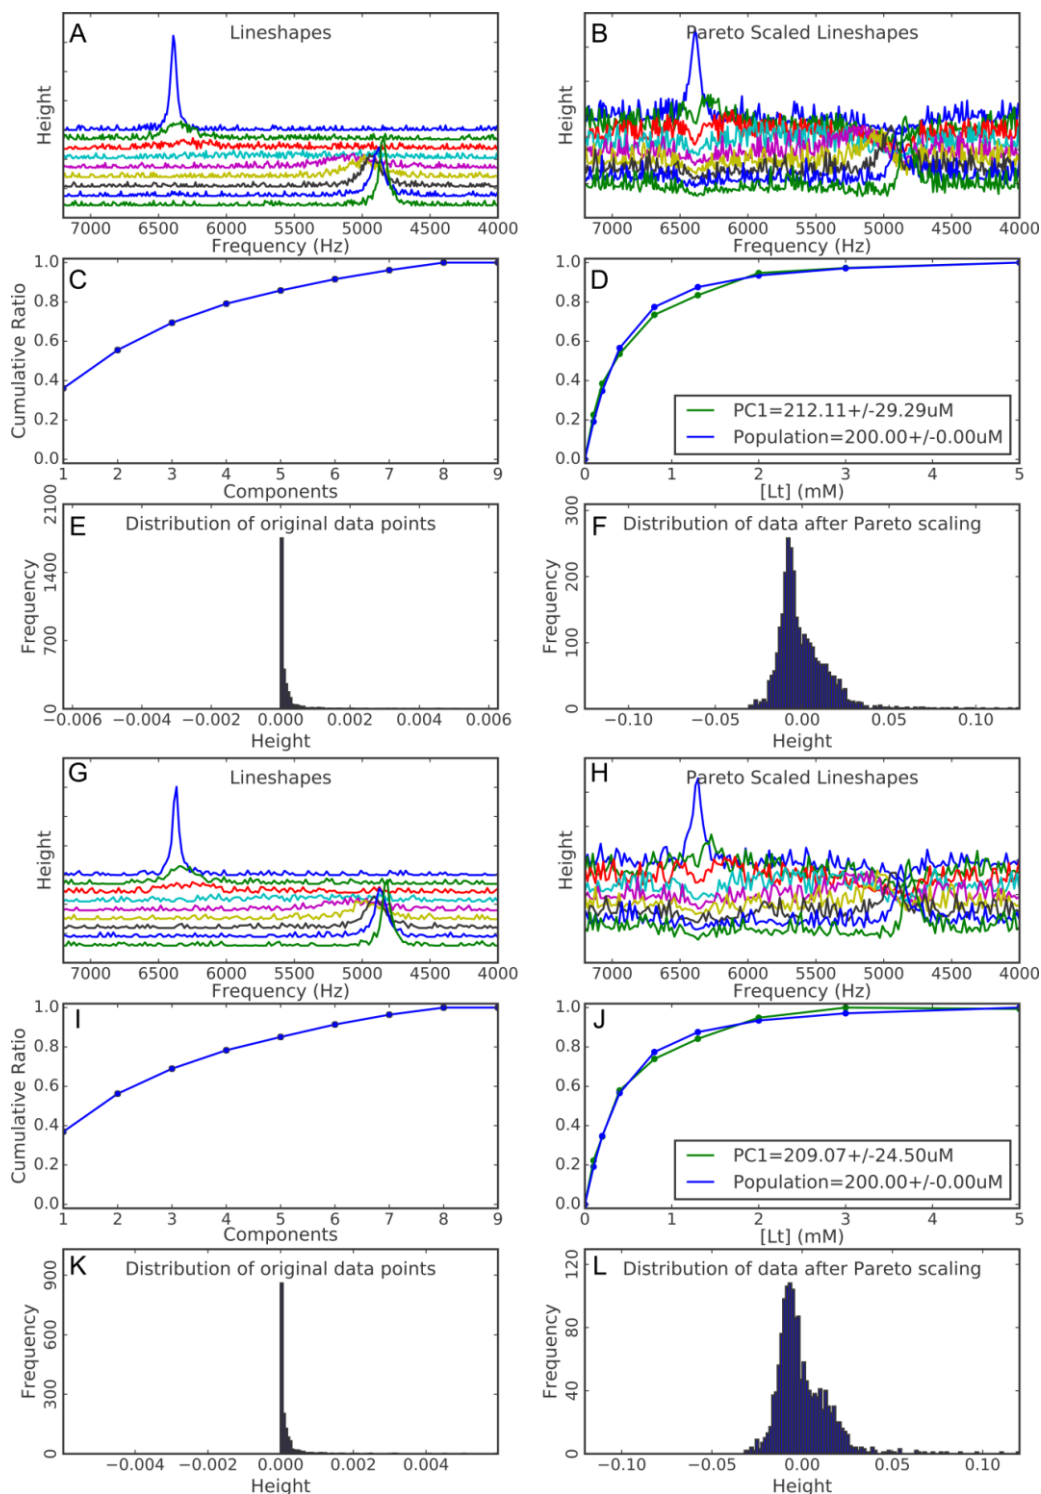 A Lineshapes
Height
7000 6500 6000 5500 5000 4500 4000
Frequency (Hz)
B Pareto Scaled Lineshapes
Height
7000 6500 6000 5500 5000 4500 4000
Frequency (Hz)
C
Cumulative Ratio
1.0
0.8
0.6
0.4
0.2
0.0
1 2 3 4 5 6 7 8 9
Components
D
1.0
0.8
0.6
0.4
0.2
0.0
PC1=212.11+/-29.29uM
Population=200.00+/-0.00uM
0 1 2 3 4 5
[Lt] (mM)
E Distribution of original data points
Frequency
2100
1400
700
0
−0.006 −0.004 −0.002 0.000 0.002 0.004 0.006
Height
F Distribution of data after Pareto scaling
Frequency
300
200
100
0
−0.10 −0.05 0.00 0.05 0.10
Height
G Lineshapes
Height
7000 6500 6000 5500 5000 4500 4000
Frequency (Hz)
H Pareto Scaled Lineshapes
Height
7000 6500 6000 5500 5000 4500 4000
Frequency (Hz)
I
Cumulative Ratio
1.0
0.8
0.6
0.4
0.2
0.0
1 2 3 4 5 6 7 8 9
Components
J
1.0
0.8
0.6
0.4
0.2
0.0
PC1=209.07+/-24.50uM
Population=200.00+/-0.00uM
0 1 2 3 4 5
[Lt] (mM)
K Distribution of original data points
Frequency
900
600
300
0
−0.004 −0.002 0.000 0.002 0.004
Height
L Distribution of data after Pareto scaling
Frequency
120
80
40
0
−0.10 −0.05 0.00 0.05 0.10
Height